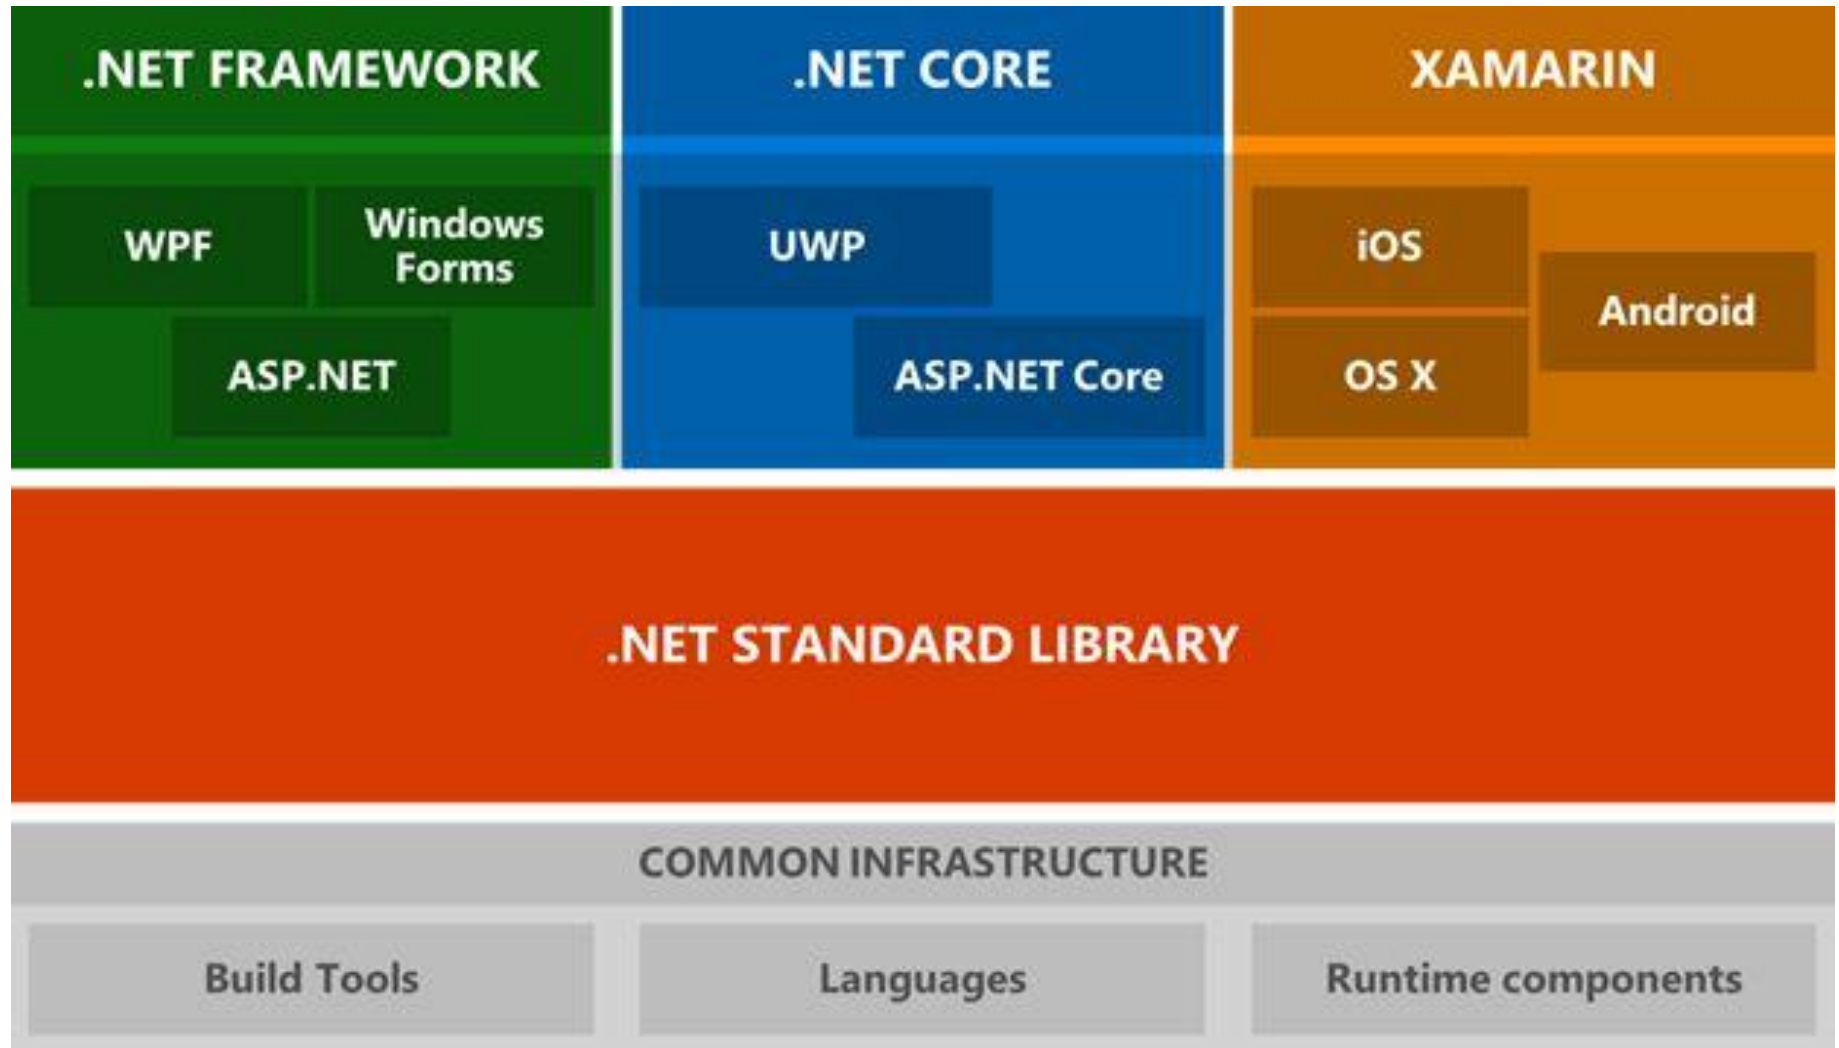 .NET FRAMEWORK
WPF
Windows
Forms
ASP.NET
.NET CORE
UWP
ASP.NET Core
XAMARIN
iOS
Android
OS X
.NET STANDARD LIBRARY
COMMON INFRASTRUCTURE
Build Tools
Languages
Runtime components